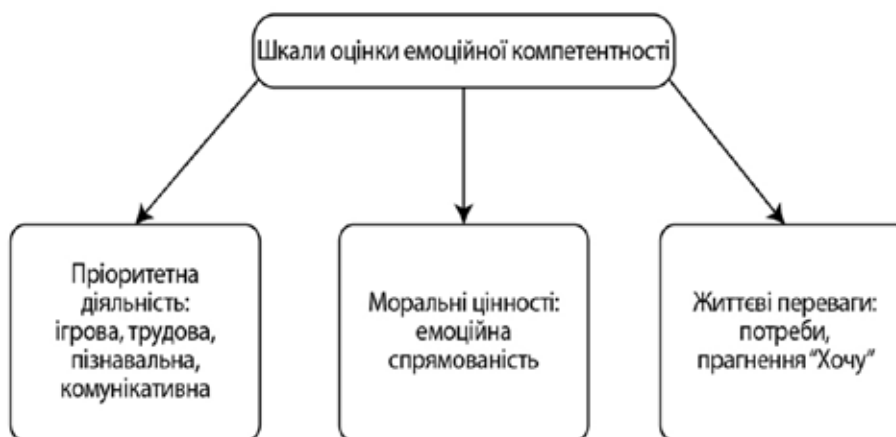 Шкали оцінки емоційної компетентності
Пріоритетна
діяльність:
ігрова, трудова,
пізнавальна,
комунікативна
Моральні цінності:
емоційна
спрямованість
Життєві переваги:
потреби,
прагнення “Хочу”